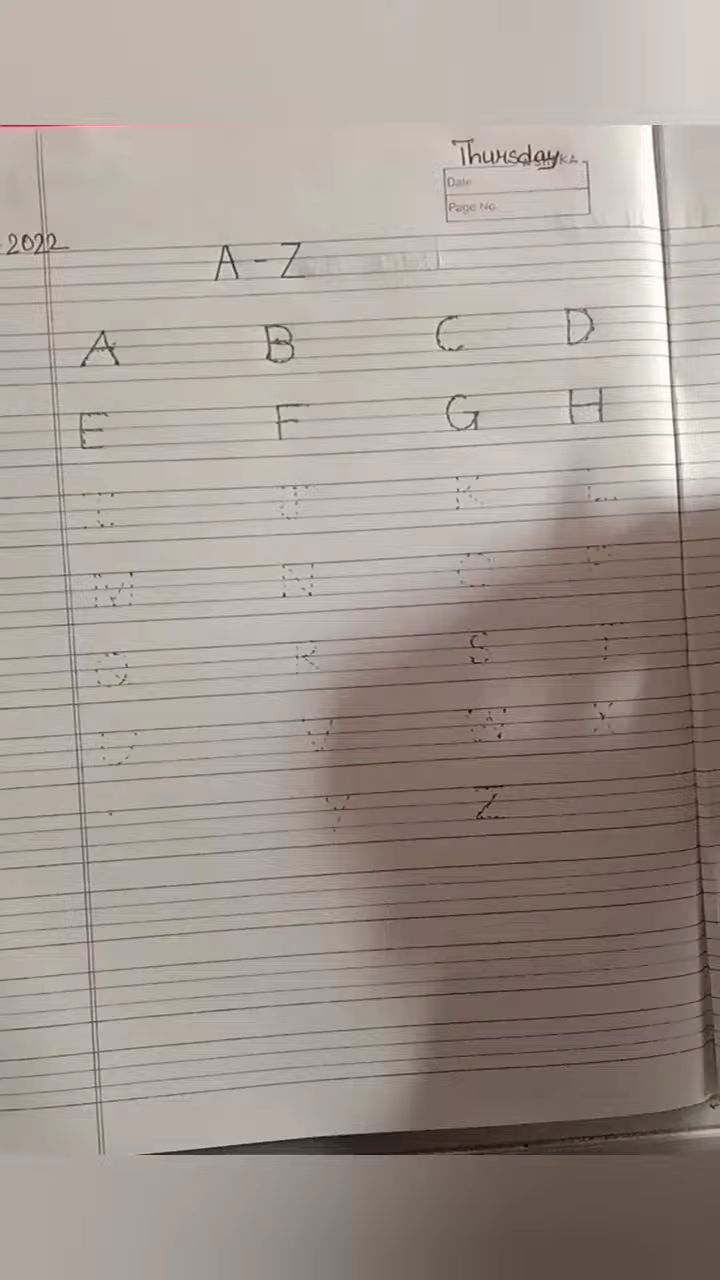 Thursday
Date
Page No.
2022
A - Z
A B C D
E F G H
I J K L
M N O P
Q R S T
U V W X
Y Z